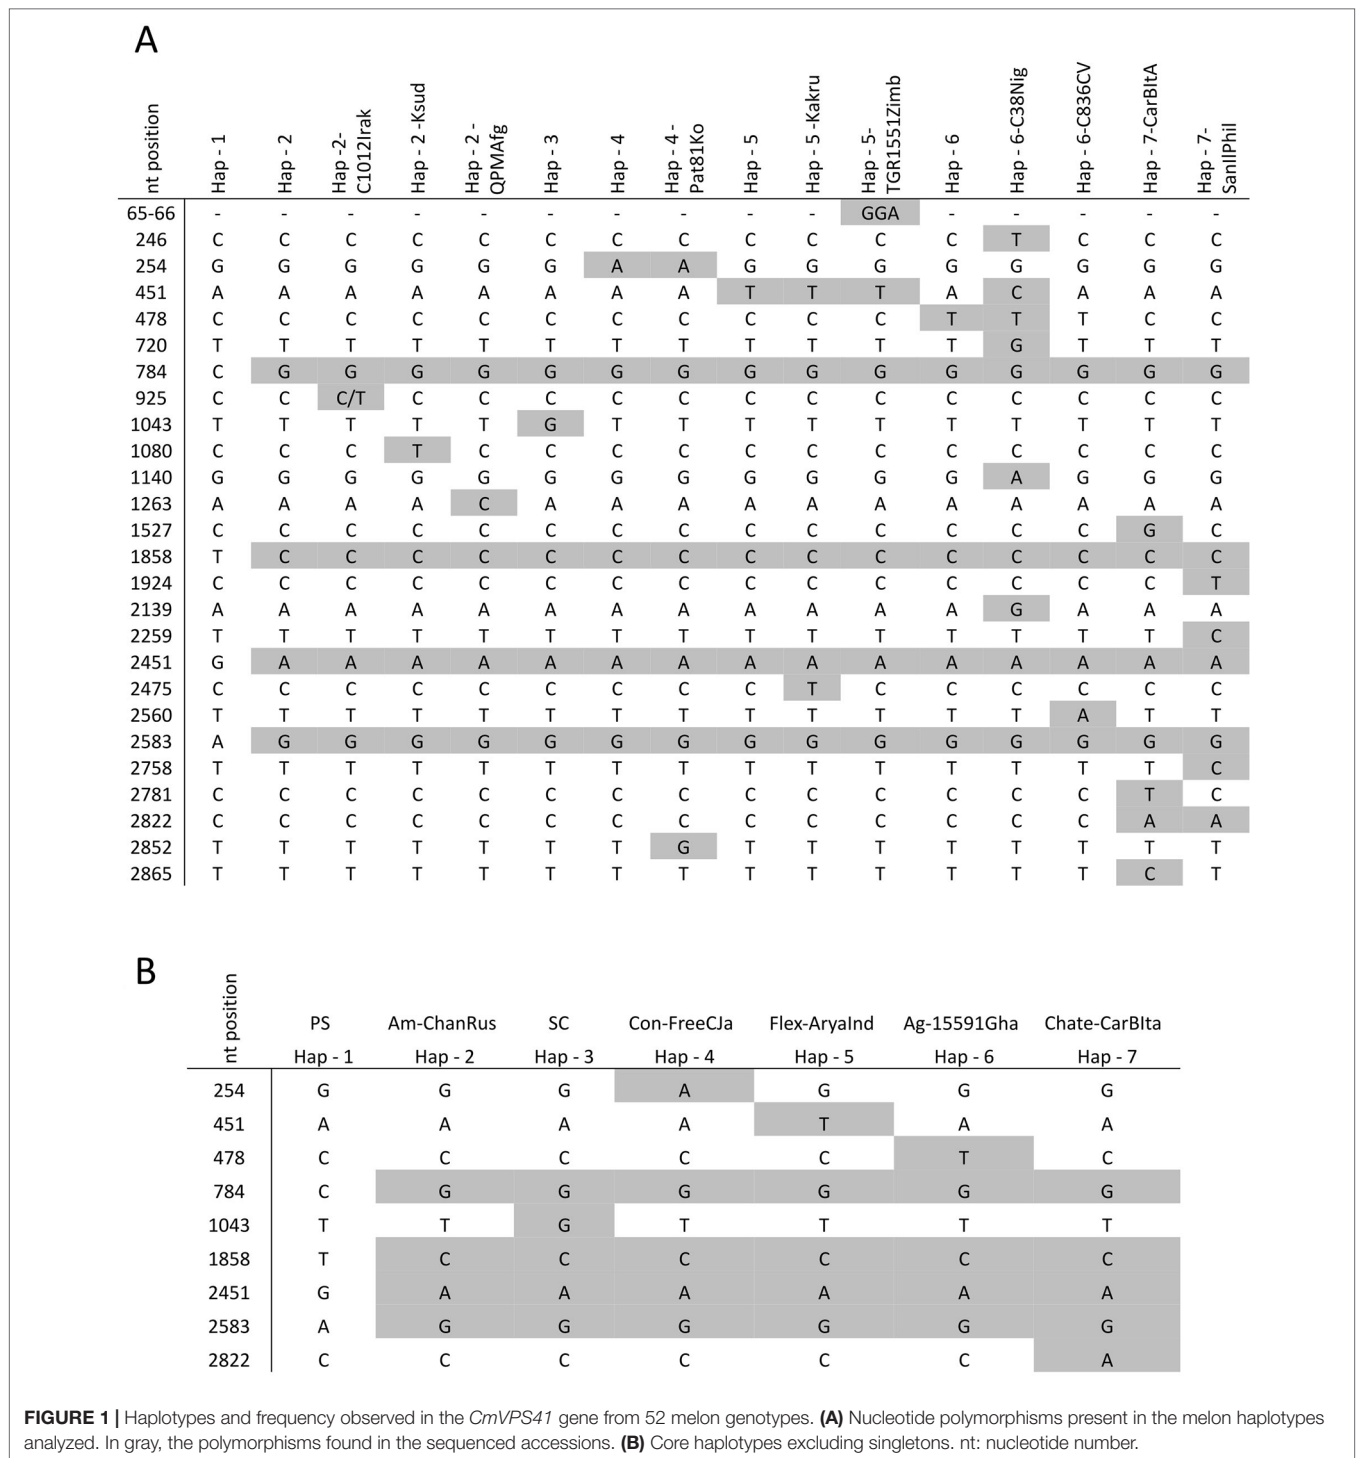 A
nt position Hap - 1 Hap - 2 Hap -2- C1012Irak Hap - 2 -Ksud Hap - 2 - QPMAfg Hap - 3 Hap - 4 Hap - 4 - Pat81Ko Hap - 5 Hap - 5 -Kakru Hap - 5- TGR1551Zimb Hap - 6 Hap - 6-C38Nig Hap - 6-C836CV Hap - 7-CarBItA Hap - 7- SanIlPhil
65-66 - - - - - - - - - - GGA - - - - -
246 C C C C C C C C C C C C T C C C
254 G G G G G G A A G G G G G G G G
451 A A A A A A A A T T T A C A A A
478 C C C C C C C C C C C T T T C C
720 T T T T T T T T T T T T G T T T
784 C G G G G G G G G G G G G G G G
925 C C C/T C C C C C C C C C C C C C
1043 T T T T T G T T T T T T T T T T
1080 C C C T C C C C C C C C C C C C
1140 G G G G G G G G G G G G A G G G
1263 A A A A C A A A A A A A A A A A
1527 C C C C C C C C C C C C C C G C
1858 T C C C C C C C C C C C C C C C
1924 C C C C C C C C C C C C C C C T
2139 A A A A A A A A A A A A G A A A
2259 T T T T T T T T T T T T T T T C
2451 G A A A A A A A A A A A A A A A
2475 C C C C C C C C C T C C C C C C
2560 T T T T T T T T T T T T T A T T
2583 A G G G G G G G G G G G G G G G
2758 T T T T T T T T T T T T T T T C
2781 C C C C C C C C C C C C C C T C
2822 C C C C C C C C C C C C C C A A
2852 T T T T T T T G T T T T T T T T
2865 T T T T T T T T T T T T T T C T
B
nt position PS Am-ChanRus SC Con-FreeCJa Flex-AryaInd Ag-15591Gha Chate-CarBIta
Hap - 1 Hap - 2 Hap - 3 Hap - 4 Hap - 5 Hap - 6 Hap - 7
254 G G G A G G G
451 A A A A T A A
478 C C C C C T C
784 C G G G G G G
1043 T T G T T T T
1858 T C C C C C C
2451 G A A A A A A
2583 A G G G G G G
2822 C C C C C C A
FIGURE 1 | Haplotypes and frequency observed in the CmVPS41 gene from 52 melon genotypes. (A) Nucleotide polymorphisms present in the melon haplotypes
analyzed. In gray, the polymorphisms found in the sequenced accessions. (B) Core haplotypes excluding singletons. nt: nucleotide number.